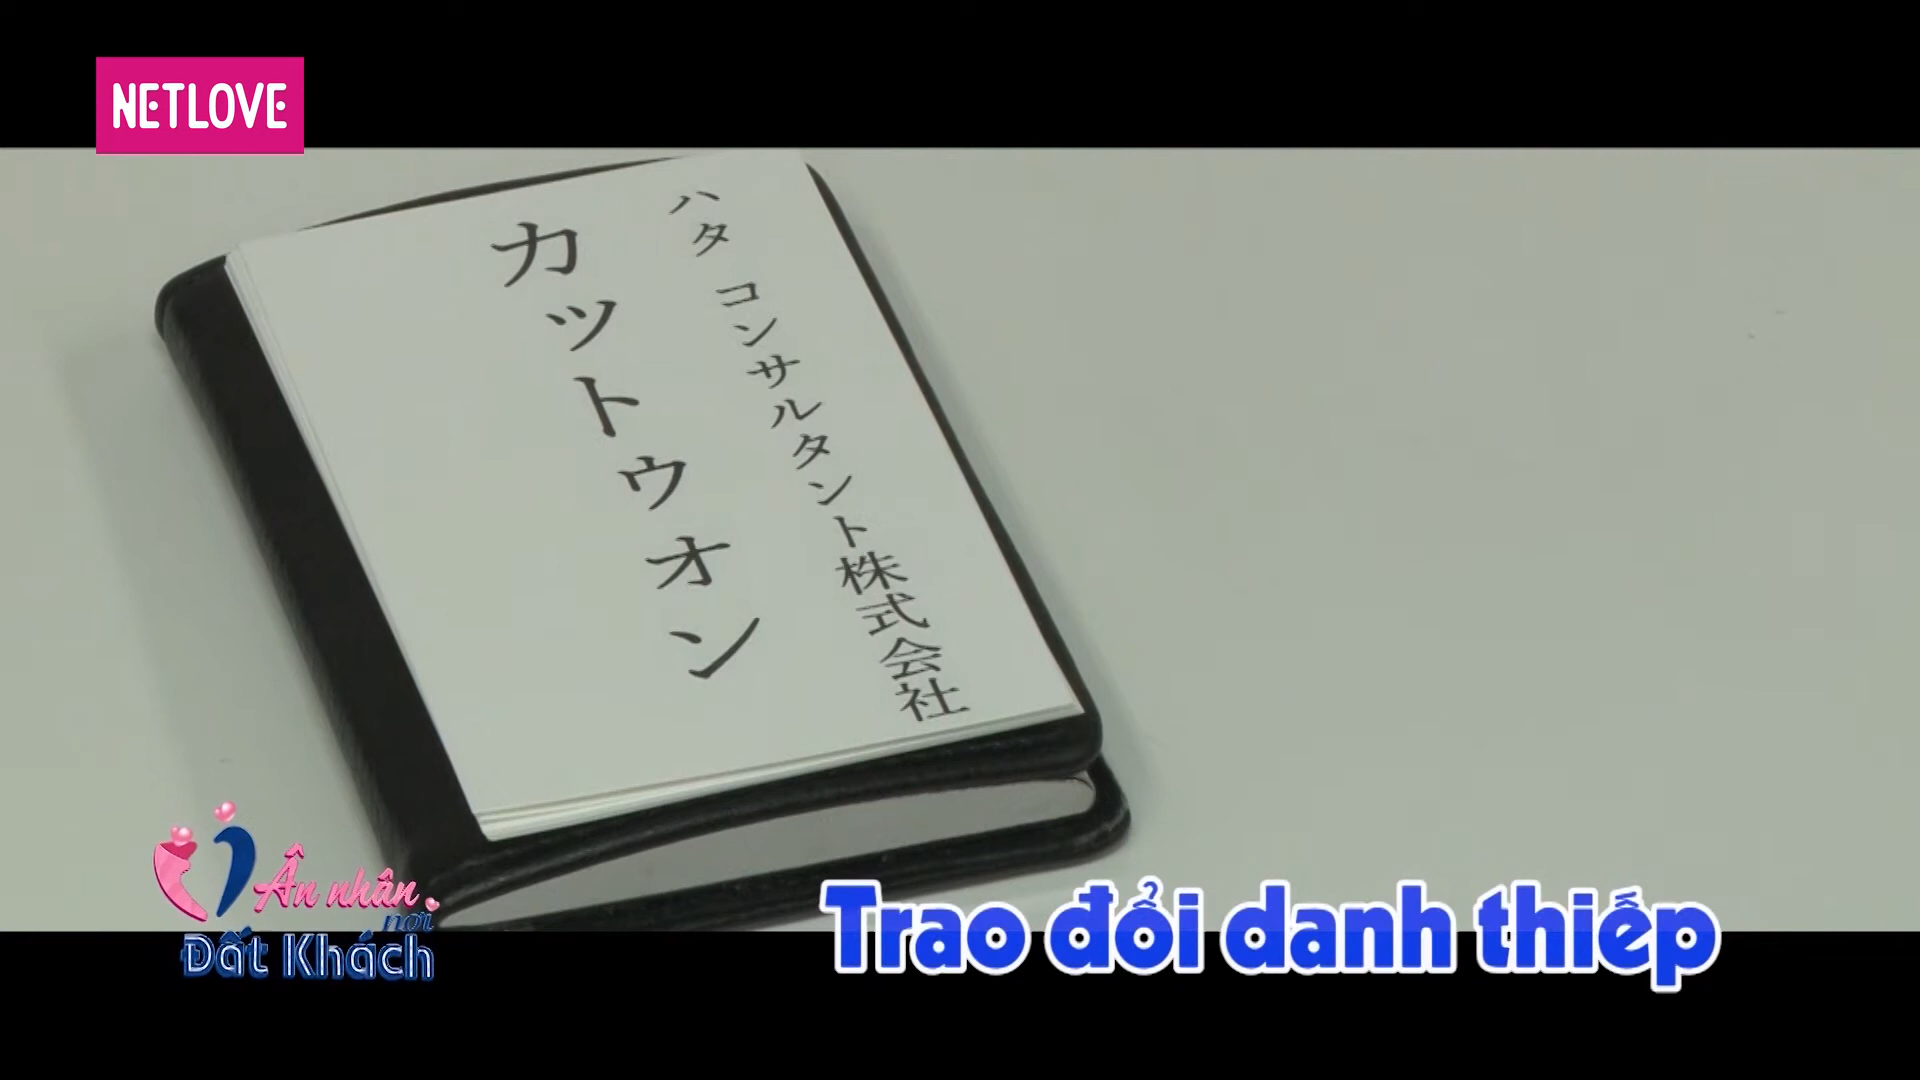 NETLOVE
ハタ コンサルタント株式会社
カットウオン
Ân nhân
nơi
Đất Khách
Trao đổi danh thiếp